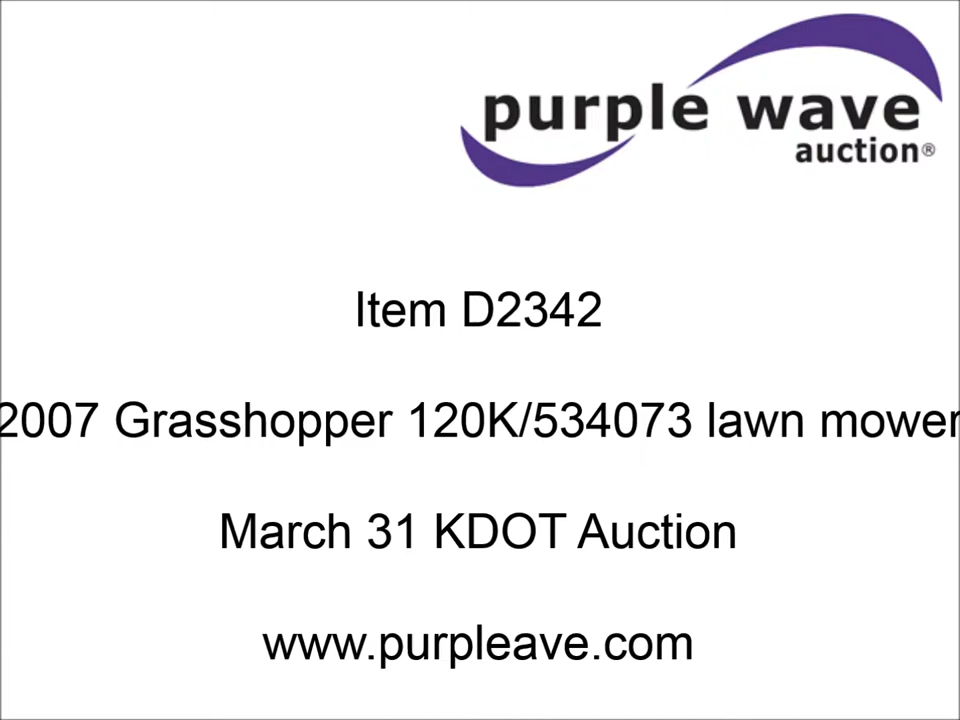 purple wave
auction®
Item D2342
2007 Grasshopper 120K/534073 lawn mower
March 31 KDOT Auction
www.purpleave.com